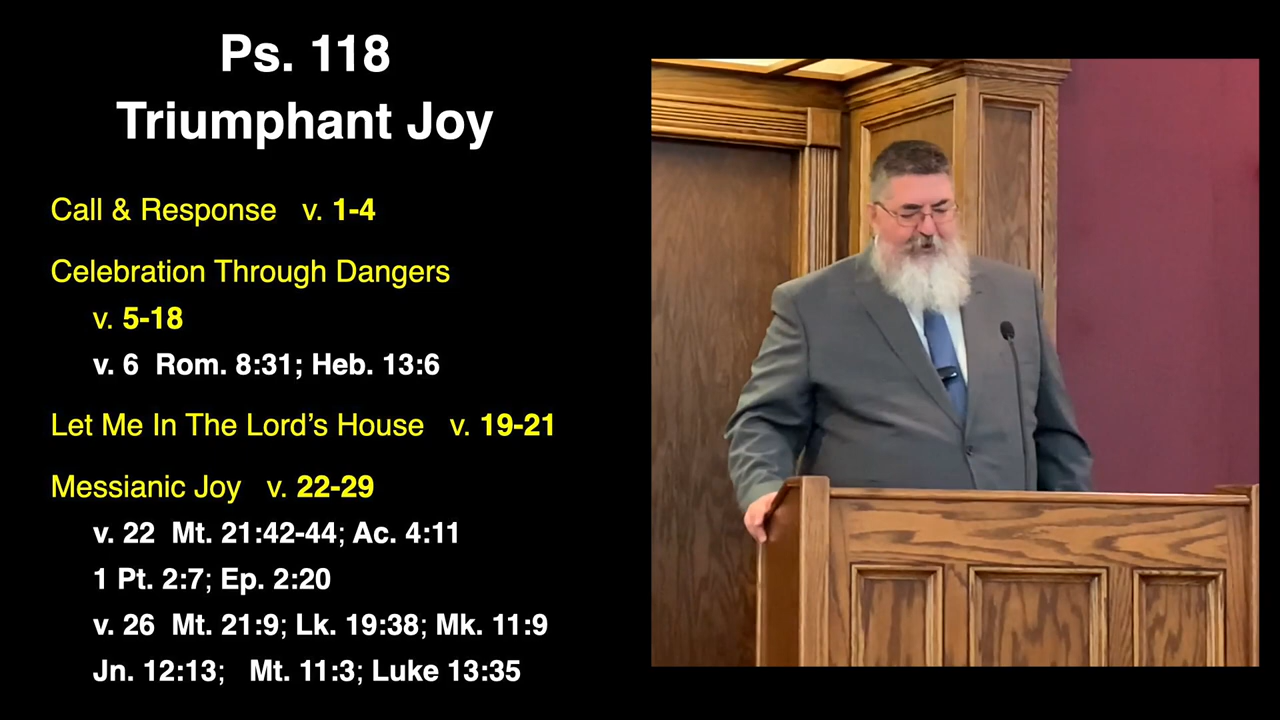 Ps. 118
Triumphant Joy
Call & Response v. 1-4
Celebration Through Dangers
v. 5-18
v. 6 Rom. 8:31; Heb. 13:6
Let Me In The Lord’s House v. 19-21
Messianic Joy v. 22-29
v. 22 Mt. 21:42-44; Ac. 4:11
1 Pt. 2:7; Ep. 2:20
v. 26 Mt. 21:9; Lk. 19:38; Mk. 11:9
Jn. 12:13; Mt. 11:3; Luke 13:35